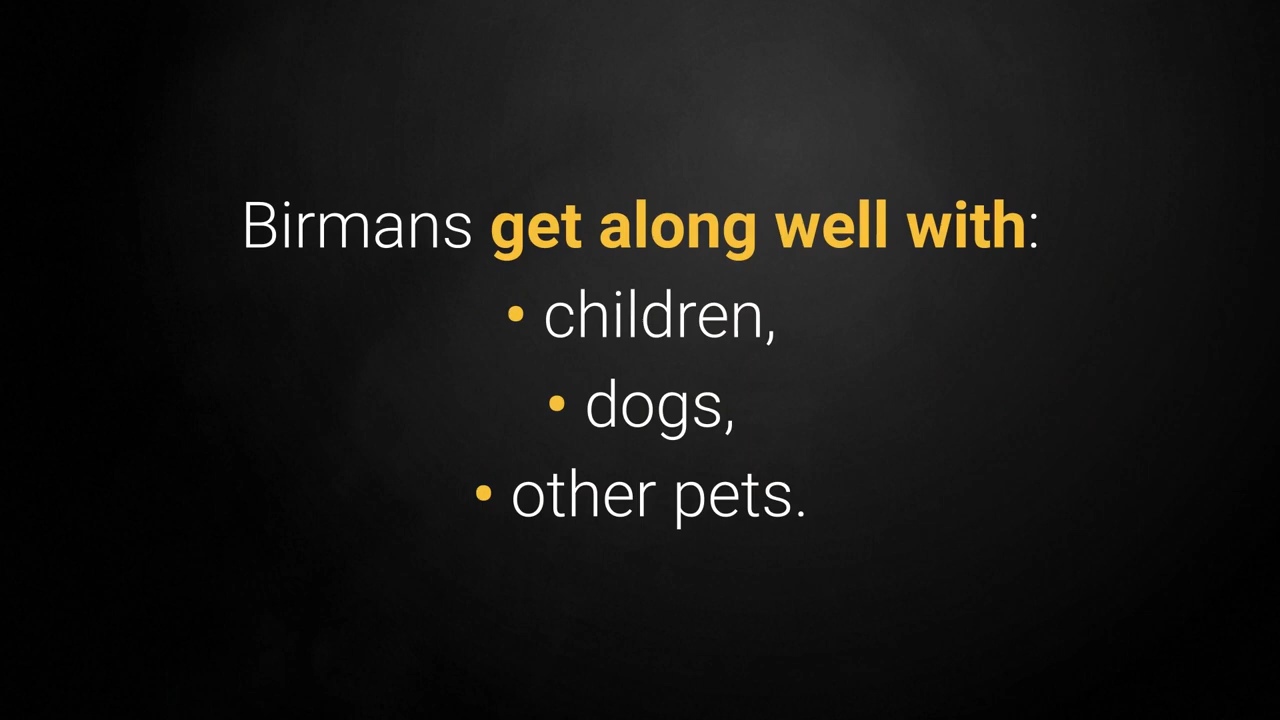 Birmans get along well with:
• children,
• dogs,
• other pets.